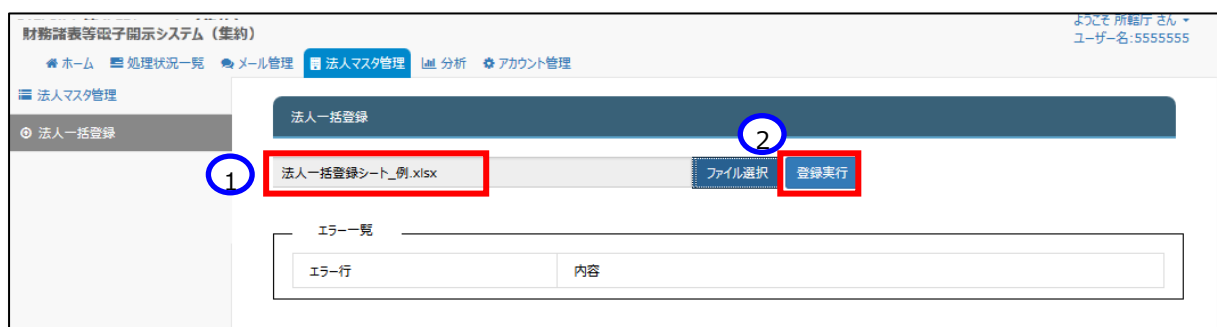 財務諸表等電子開示システム（集約）
ようこそ 所轄庁 さん
ユーザー名:5555555
ホーム 処理状況一覧 メール管理 法人マスタ管理 分析 アカウント管理
法人マスタ管理
法人一括登録
法人一括登録
2
1
法人一括登録シート_例.xlsx ファイル選択 登録実行
エラー一覧
エラー行 内容